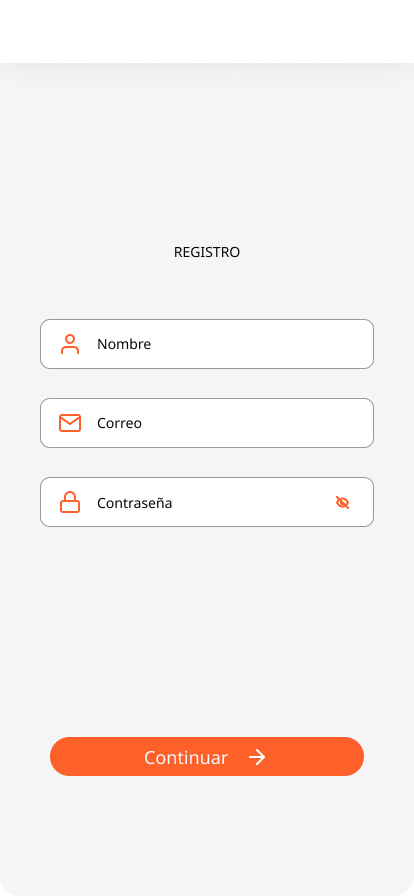 REGISTRO
Nombre
Correo
Contraseña
Continuar